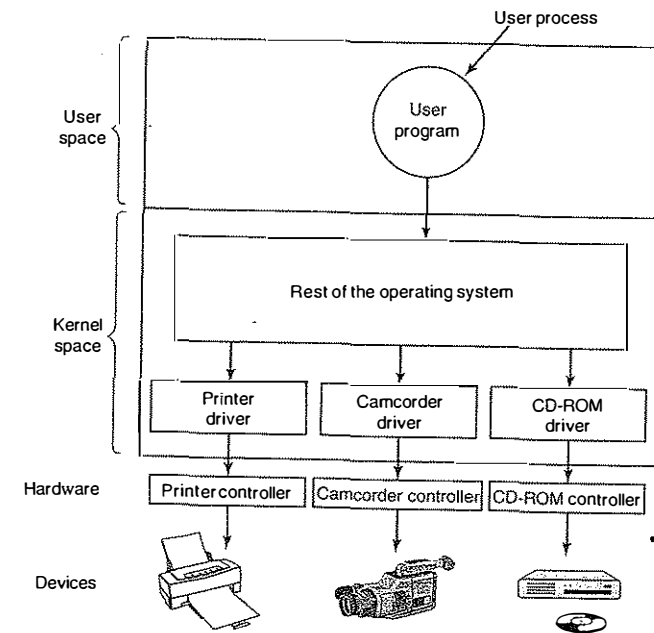 User process
User
space
User
program
Rest of the operating system
Kernel
space
Printer
driver
Camcorder
driver
CD-ROM
driver
Hardware
Printer controller
Camcorder controller
CD-ROM controller
Devices